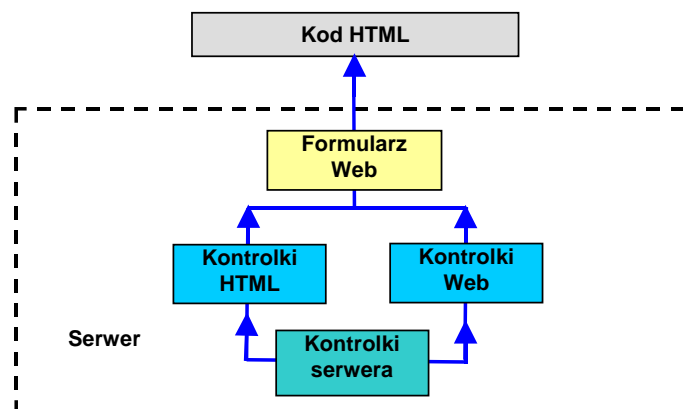 Kod HTML
Formularz
Web
Kontrolki
HTML
Kontrolki
Web
Serwer
Kontrolki
serwera